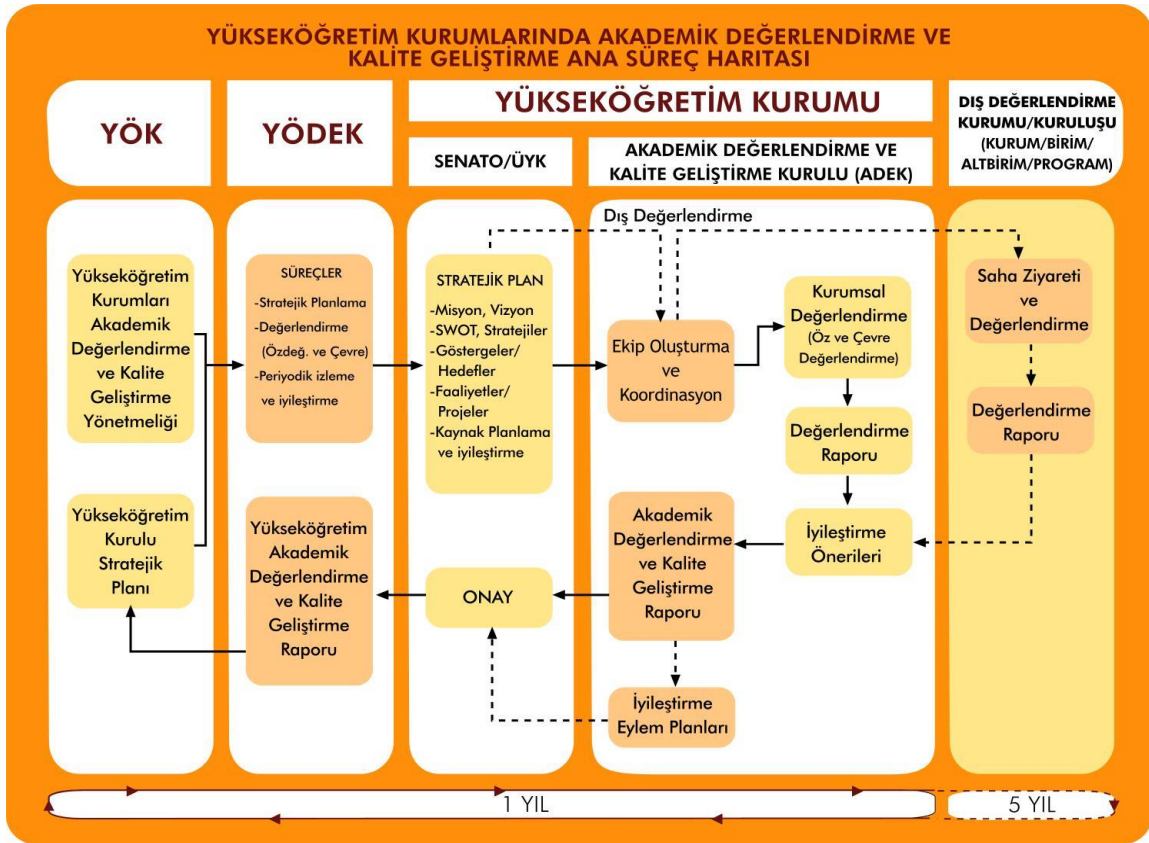 YÜKSEKÖĞRETİM KURUMLARINDA AKADEMİK DEĞERLENDİRME VE
KALİTE GELİŞTİRME ANA SÜREÇ HARITASI
YÖK
YÖDEK
YÜKSEKÖĞRETİM KURUMU
SENATO/ÜYK
AKADEMİK DEĞERLENDİRME VE
KALİTE GELİŞTİRME KURULU (ADEK)
DIŞ DEĞERLENDİRME
KURUMU/KURULUŞU
(KURUM/BİRİM/
ALTBİRİM/PROGRAM)
Yükseköğretim
Kurumları
Akademik
Değerlendirme
ve Kalite
Geliştirme
Yönetmeliği
Yükseköğretim
Kurulu
Stratejik
Planı
SÜREÇLER
-Stratejik Planlama
-Değerlendirme
(Özdeğ. ve Çevre)
-Periyodik izleme
ve iyileştirme
Yükseköğretim
Akademik
Değerlendirme
ve Kalite
Geliştirme
Raporu
STRATEJİK PLAN
-Misyon, Vizyon
-SWOT, Stratejiler
-Göstergeler/
Hedefler
-Faaliyetler/
Projeler
-Kaynak Planlama
ve iyileştirme
ONAY
Dış Değerlendirme
Ekip Oluşturma
ve
Koordinasyon
Kurumsal
Değerlendirme
(Öz ve Çevre
Değerlendirme)
Değerlendirme
Raporu
İyileştirme
Önerileri
Akademik
Değerlendirme
ve Kalite
Geliştirme
Raporu
İyileştirme
Eylem Planları
Saha Ziyareti
ve
Değerlendirme
Değerlendirme
Raporu
1 YIL
5 YIL